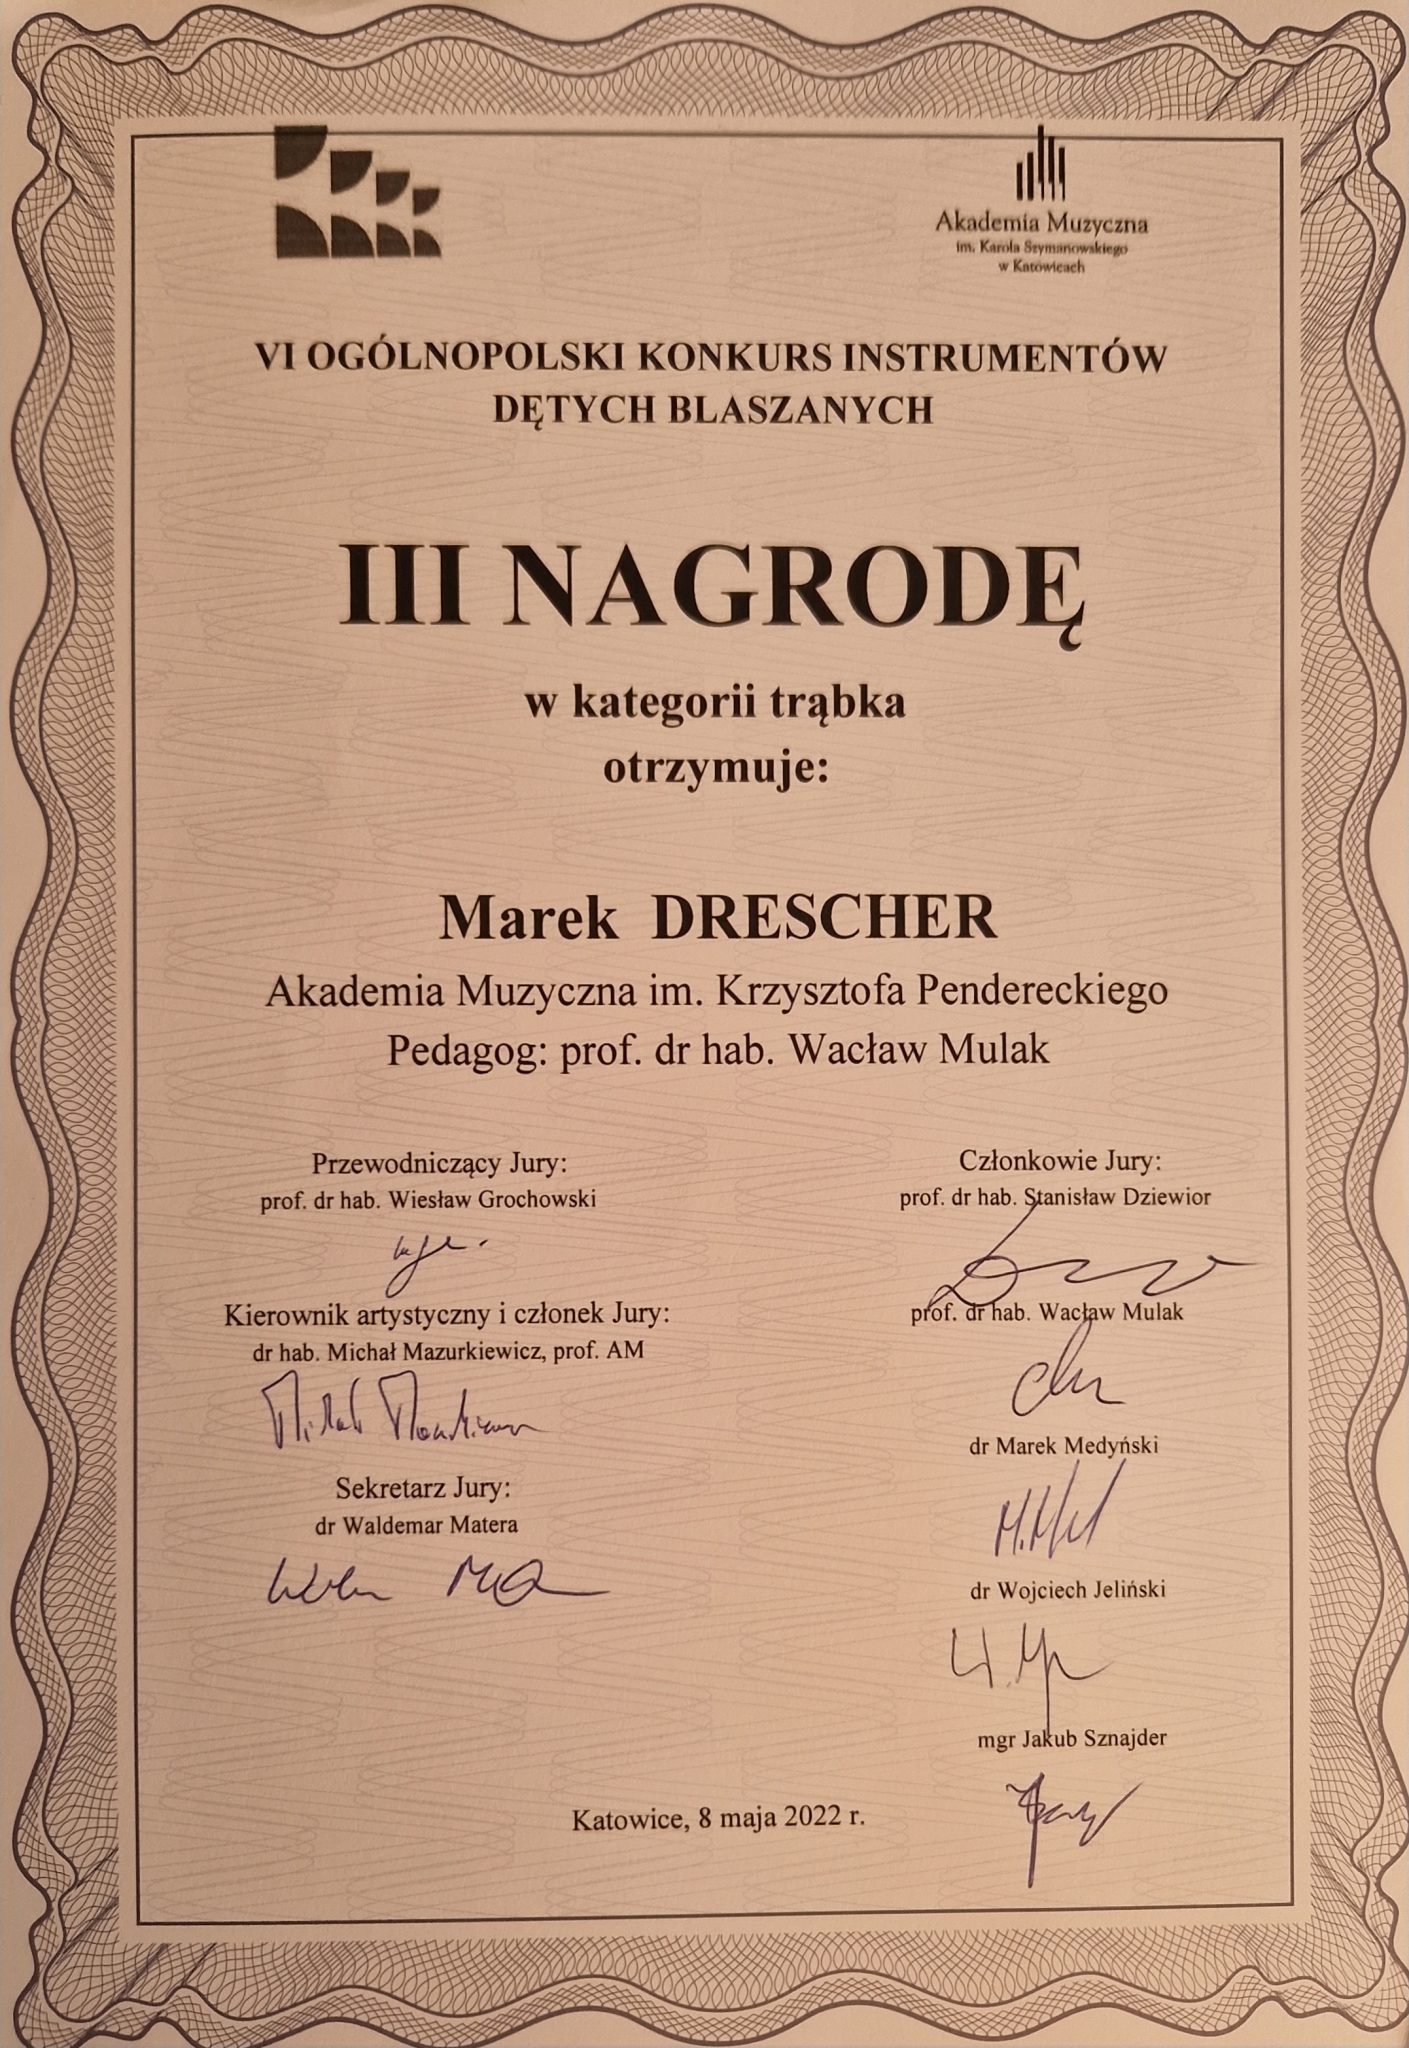 Akademia Muzyczna
im. Karola Szymanowskiego
w Katowicach
VI OGÓLNOPOLSKI KONKURS INSTRUMENTÓW
DĘTYCH BLASZANYCH
III NAGRODĘ
w kategorii trąbka
otrzymuje:
Marek DRESCHER
Akademia Muzyczna im. Krzysztofa Pendereckiego
Pedagog: prof. dr hab. Wacław Mulak
Przewodniczący Jury:
prof. dr hab. Wiesław Grochowski
Kierownik artystyczny i członek Jury:
dr hab. Michał Mazurkiewicz, prof. AM
Sekretarz Jury:
dr Waldemar Matera
Członkowie Jury:
prof. dr hab. Stanisław Dziewior
prof. dr hab. Wacław Mulak
dr Marek Medyński
dr Wojciech Jeliński
mgr Jakub Sznajder
Katowice, 8 maja 2022 r.